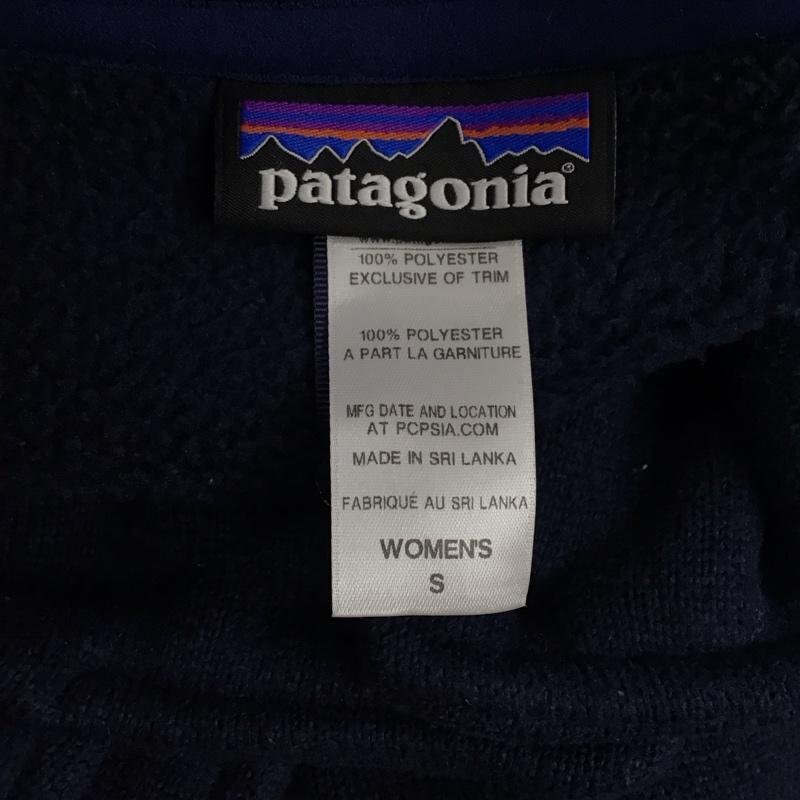 patagonia®
100% POLYESTER
EXCLUSIVE OF TRIM
100% POLYESTER
A PART LA GARNITURE
MFG DATE AND LOCATION
AT PCPSIA.COM
MADE IN SRI LANKA
FABRIQUÉ AU SRI LANKA
WOMEN'S
S